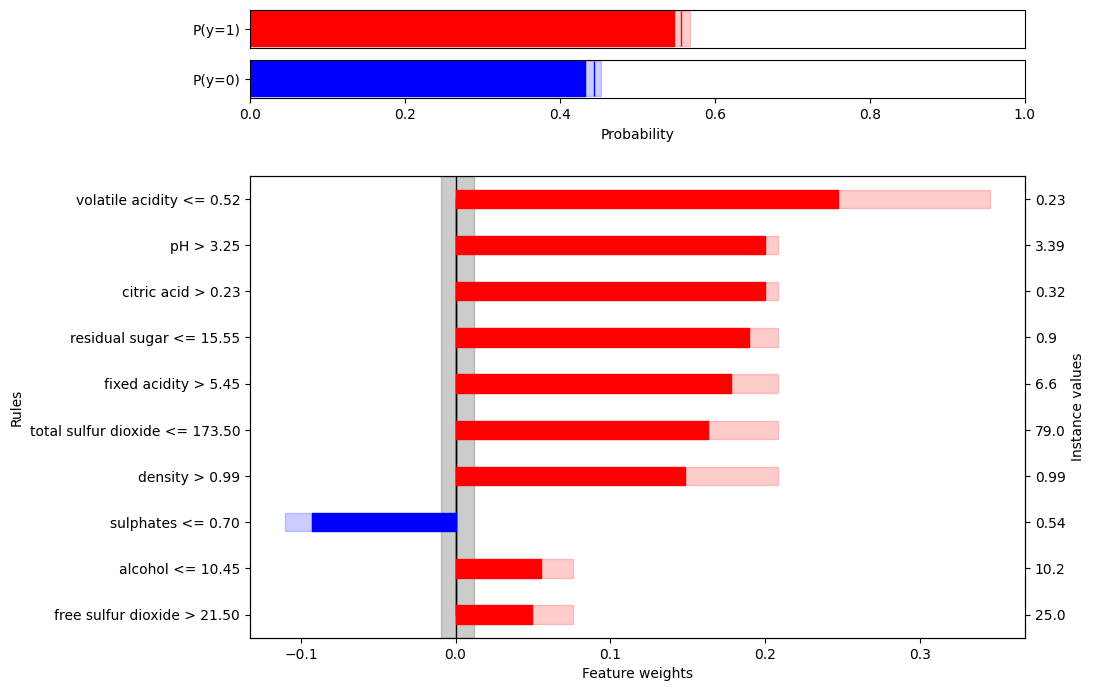 P(y=1)
P(y=0)
0.0 0.2 0.4 0.6 0.8 1.0
Probability
volatile acidity <= 0.52 0.23
pH > 3.25 3.39
citric acid > 0.23 0.32
residual sugar <= 15.55 0.9
fixed acidity > 5.45 6.6
total sulfur dioxide <= 173.50 79.0
density > 0.99 0.99
sulphates <= 0.70 0.54
alcohol <= 10.45 10.2
free sulfur dioxide > 21.50 25.0
Rules
Instance values
−0.1 0.0 0.1 0.2 0.3
Feature weights